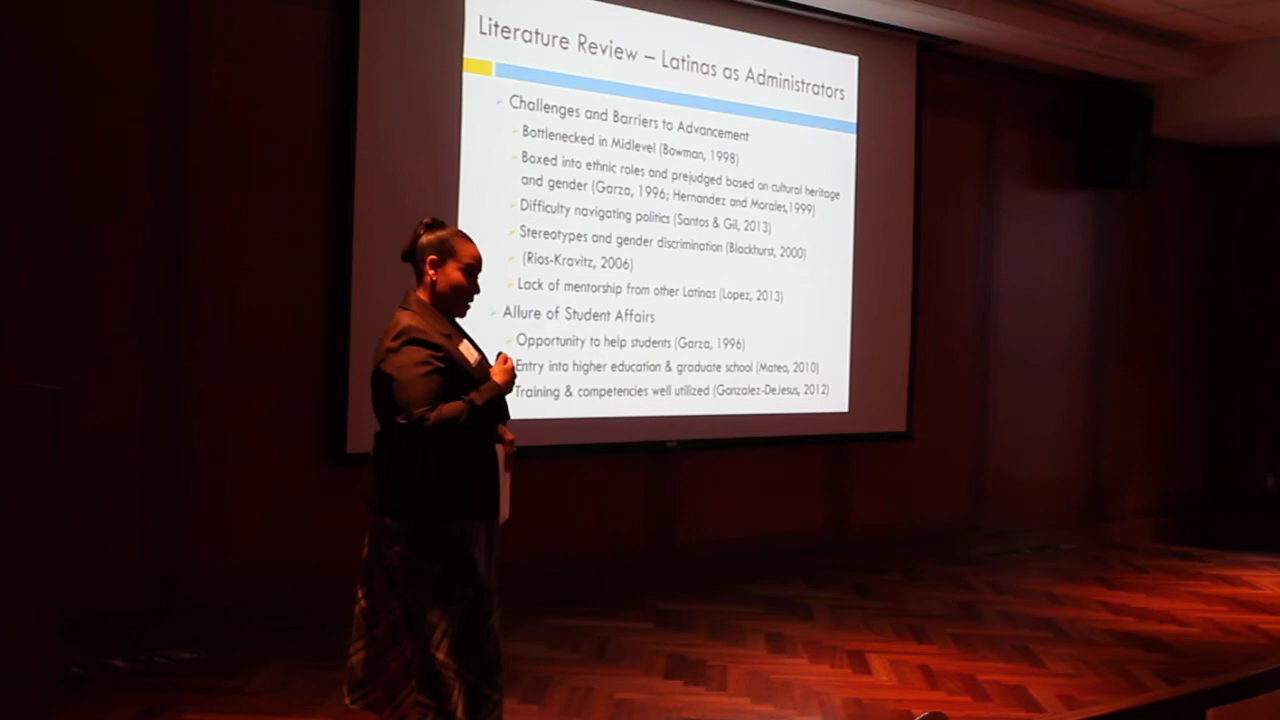 Literature Review – Latinas as Administrators
Challenges and Barriers to Advancement
Bottlenecked in Midlevel (Bowman, 1998)
Boxed into ethnic roles and prejudged based on cultural heritage
and gender (Garza, 1996; Hernandez and Morales,1999)
Difficulty navigating politics (Santos & Gil, 2013)
Stereotypes and gender discrimination (Blackhurst, 2000)
(Rios-Kravitz, 2006)
Lack of mentorship from other Latinas (Lopez, 2013)
Allure of Student Affairs
Opportunity to help students (Garza, 1996)
Entry into higher education & graduate school (Matea, 2010)
Training & competencies well utilized (Gonzalez-DeJesus, 2012)